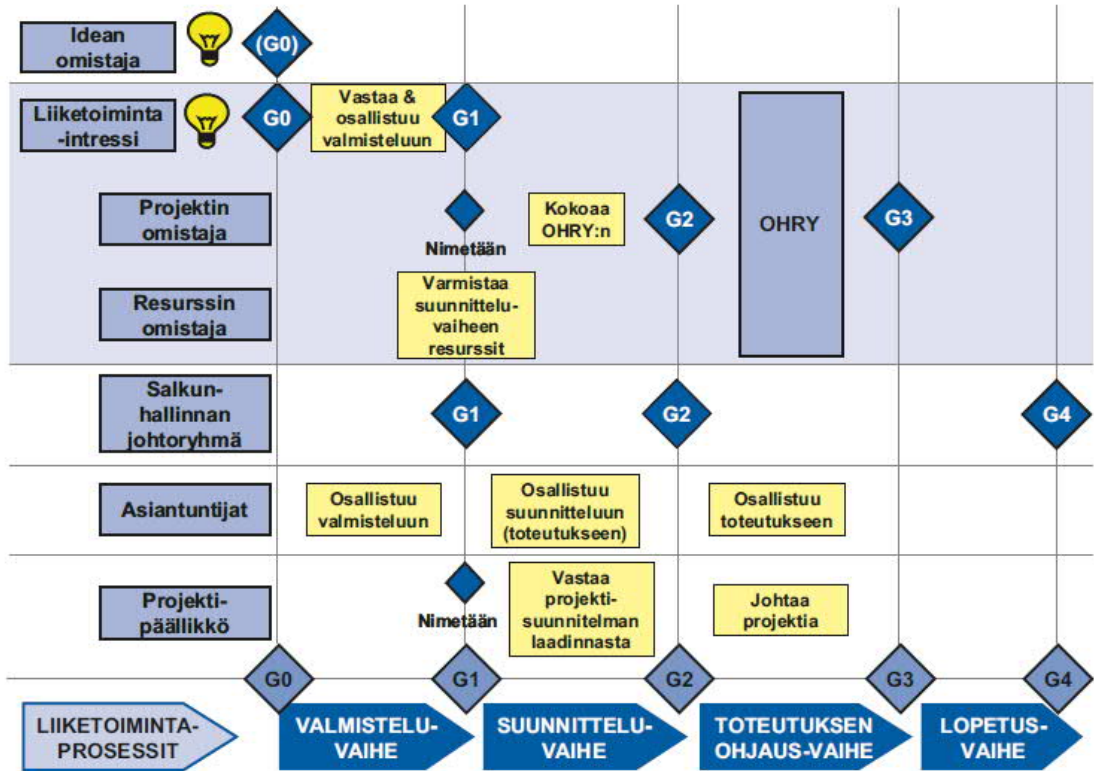 Idean
omistaja
(G0)
Liiketoiminta
-intressi
G0
Vastaa &
osallistuu
valmisteluun
G1
Projektin
omistaja
Nimetään
Kokoaa
OHRY:n
G2
OHRY
G3
Resurssin
omistaja
Varmistaa
suunnittelu-
vaiheen
resurssit
Salkun-
hallinnan
johtoryhmä
G1
G2
G4
Asiantuntijat
Osallistuu
valmisteluun
Osallistuu
suunnitteluun
(toteutukseen)
Osallistuu
toteutukseen
Projekti-
päällikkö
Nimetään
Vastaa
projekti-
suunnitelman
laadinnasta
Johtaa
projektia
G0
G1
G2
G3
G4
LIIKETOIMINTA-
PROSESSIT
VALMISTELU-
VAIHE
SUUNNITTELU-
VAIHE
TOTEUTUKSEN
OHJAUS-VAIHE
LOPETUS-
VAIHE